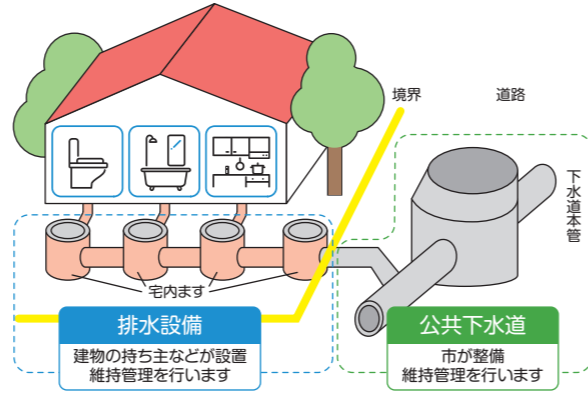 境界
道路
下水道本管
宅内ます
排水設備
建物の持ち主などが設置
維持管理を行います
公共下水道
市が整備
維持管理を行います